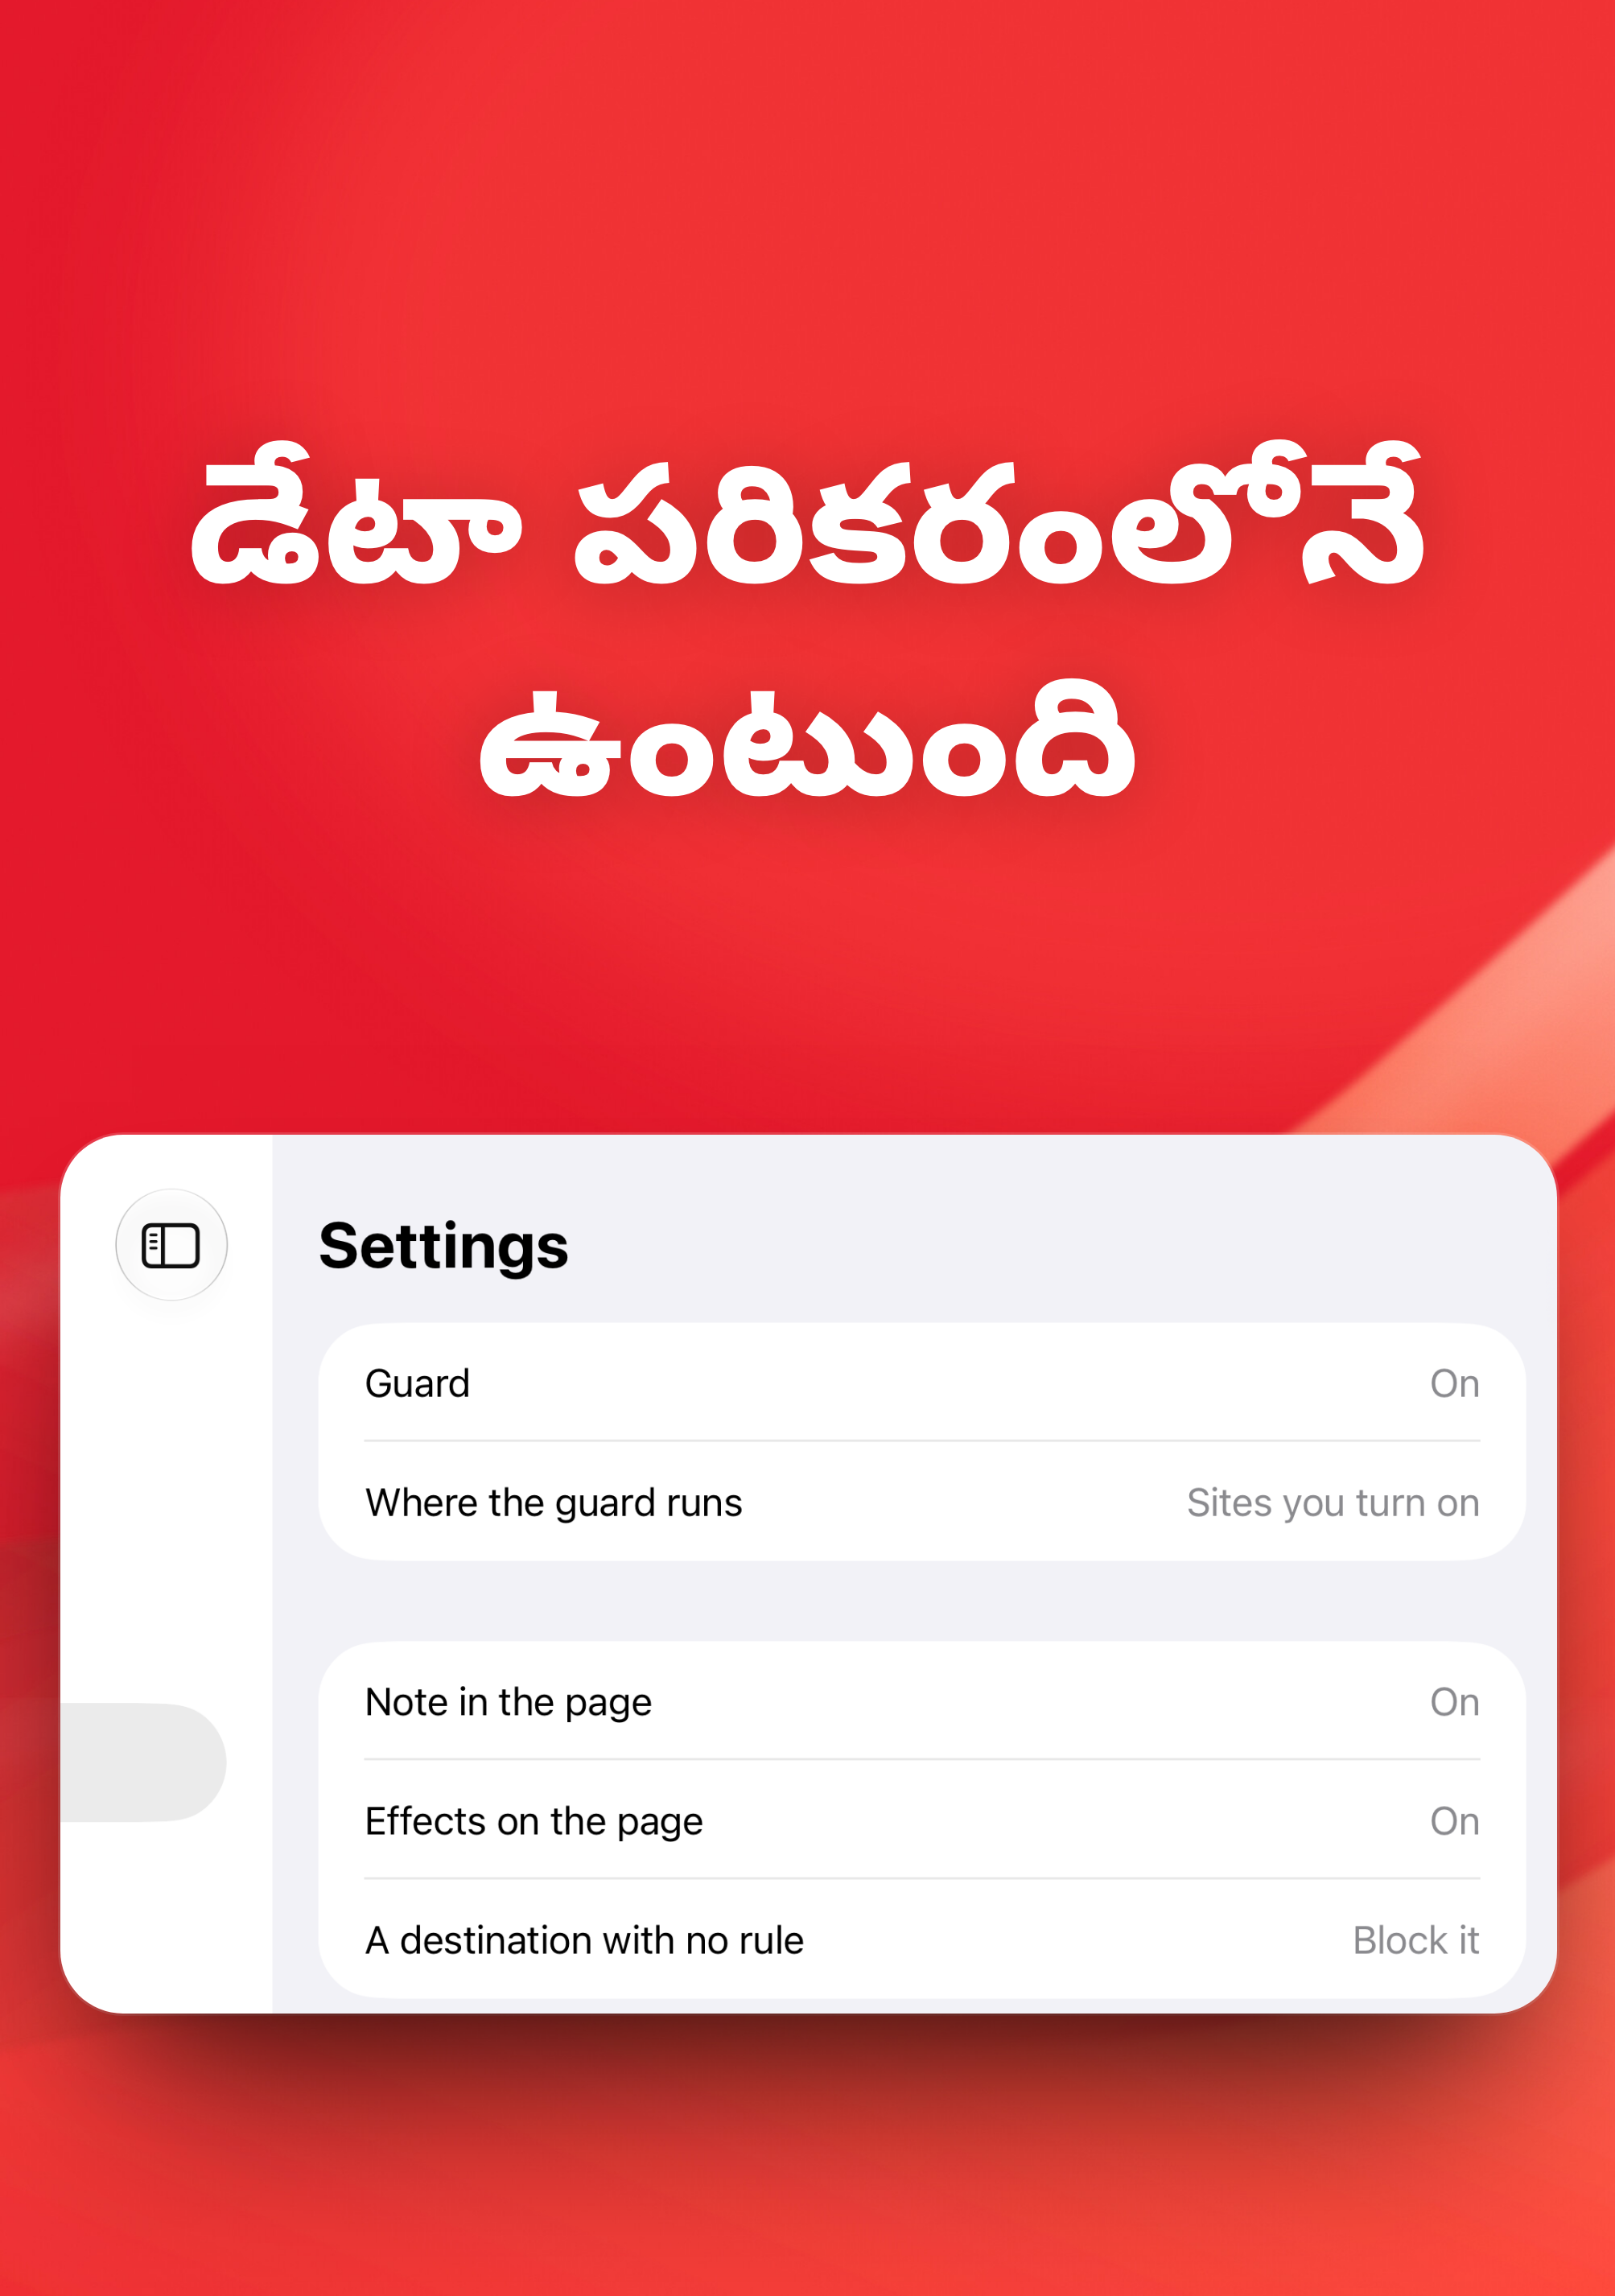 డేటా పరికరంలోనే
ఉంటుంది
Settings
Guard On
Where the guard runs Sites you turn on
Note in the page On
Effects on the page On
A destination with no rule Block it